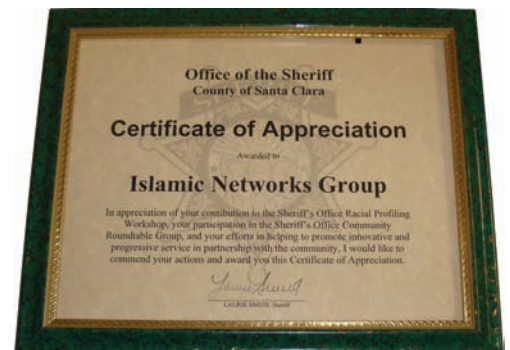 Office of the Sheriff
County of Santa Clara
Certificate of Appreciation
Awarded to
Islamic Networks Group
In appreciation of your contibution to the Sheriff's Office Racial Profiling
Workshop, your participation in the Sheriff's Office Community
Roundtable Group, and your efforts in helping to promote innovative and
progressive service in partnership with the community, I would like to
commend your actions and award you this Certificate of Appreciation.
LAURIE SMITH, Sheriff